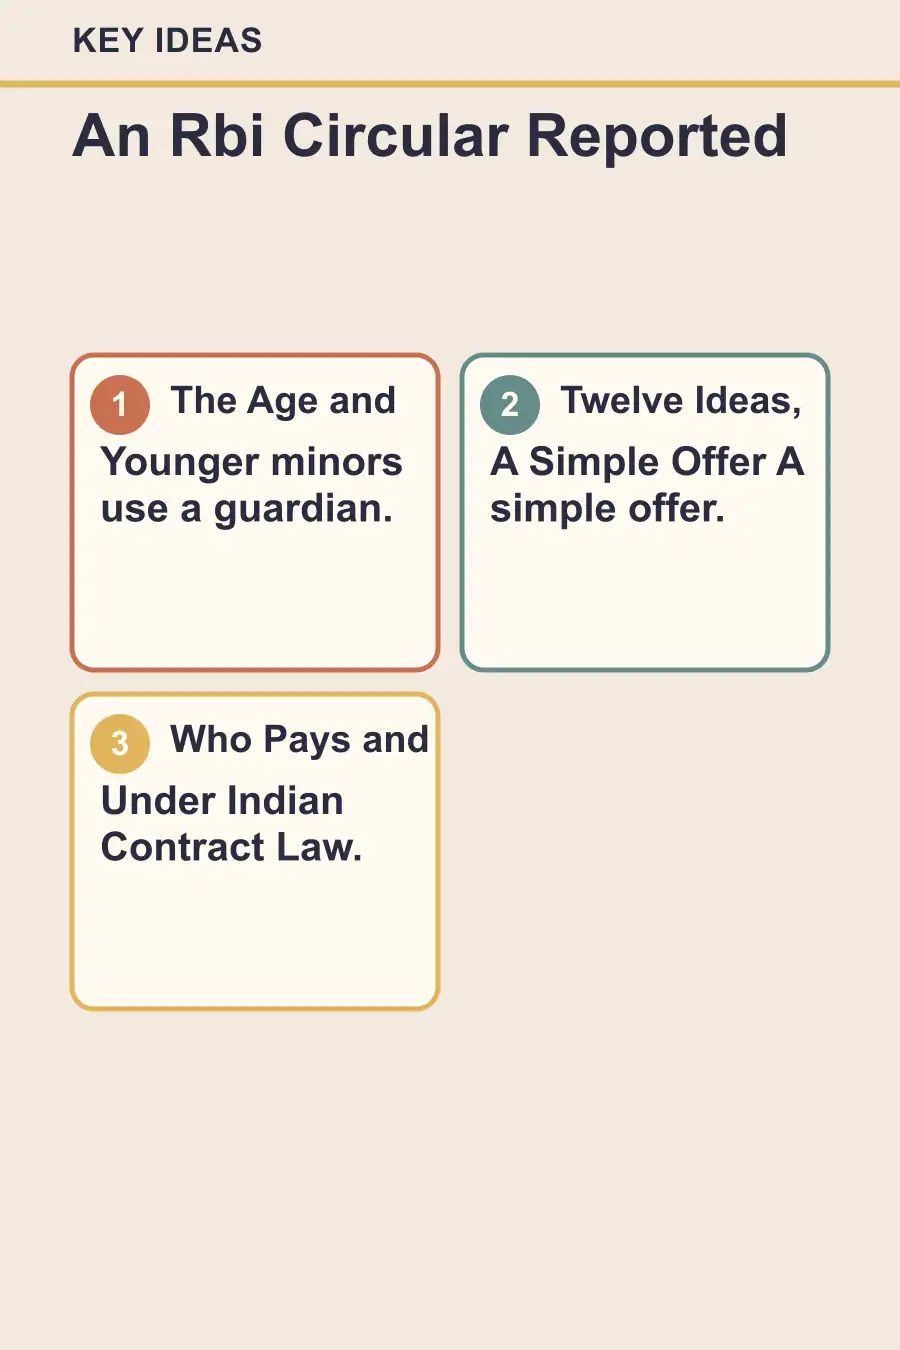 KEY IDEAS
An Rbi Circular Reported
1 The Age and
Younger minors
use a guardian.
2 Twelve Ideas,
A Simple Offer A
simple offer.
3 Who Pays and
Under Indian
Contract Law.